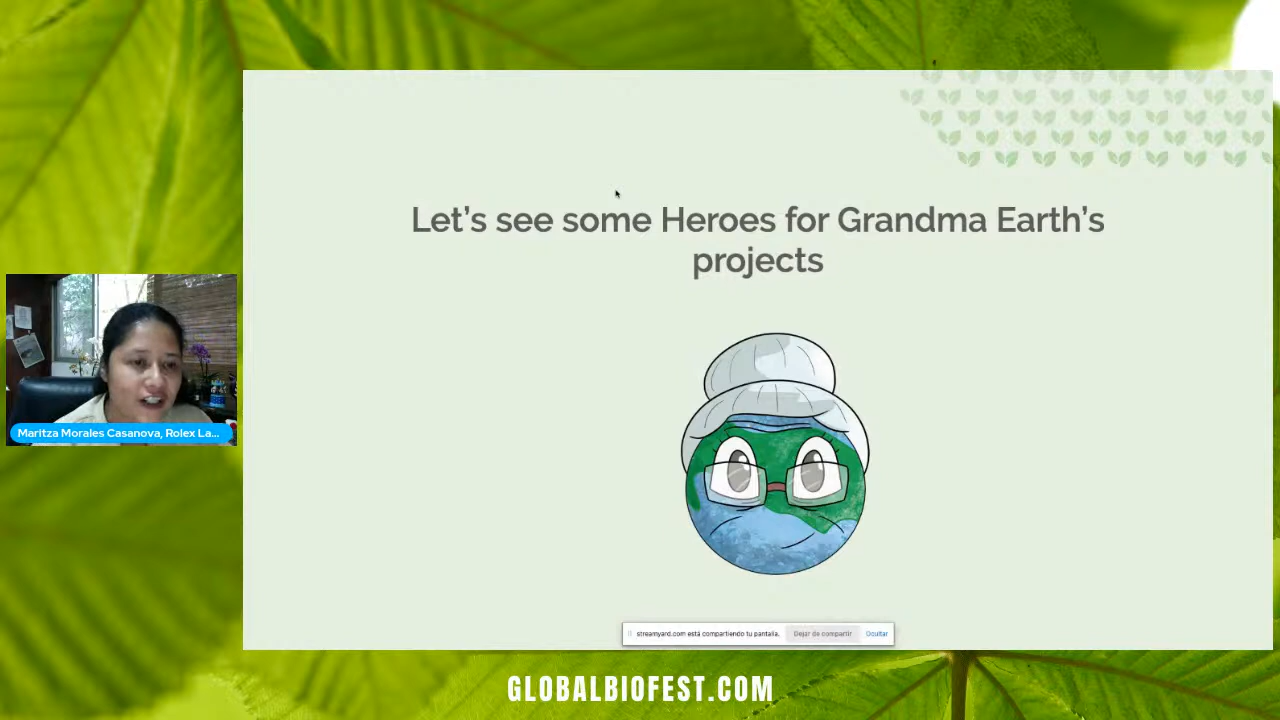 Let's see some Heroes for Grandma Earth's
projects
Maritza Morales Casanova, Rolex La...
streamyard.com está compartiendo tu pantalla.
Dejar de compartir
Ocultar
GLOBALBIOFEST.COM